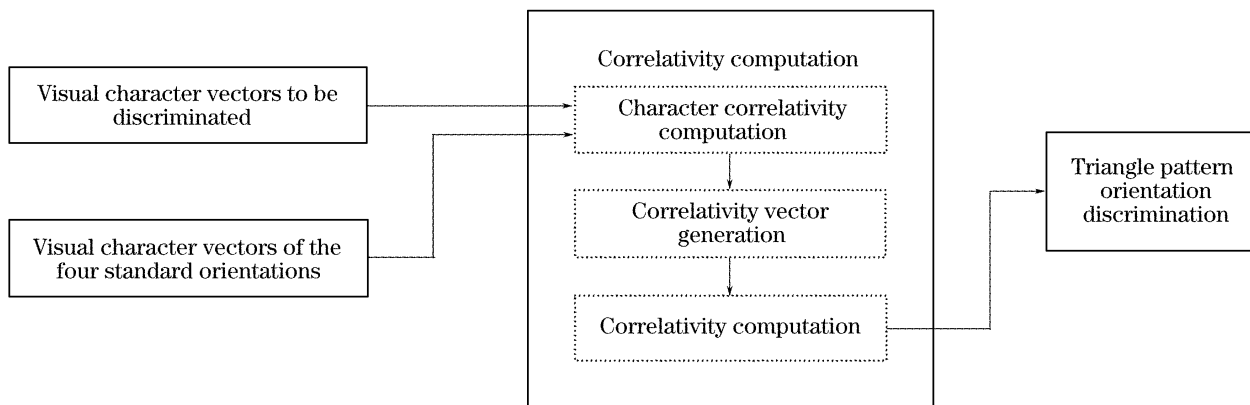 Visual character vectors to be
discriminated
Visual character vectors of the
four standard orientations
Correlativity computation
Character correlativity
computation
Correlativity vector
generation
Correlativity computation
Triangle pattern
orientation
discrimination